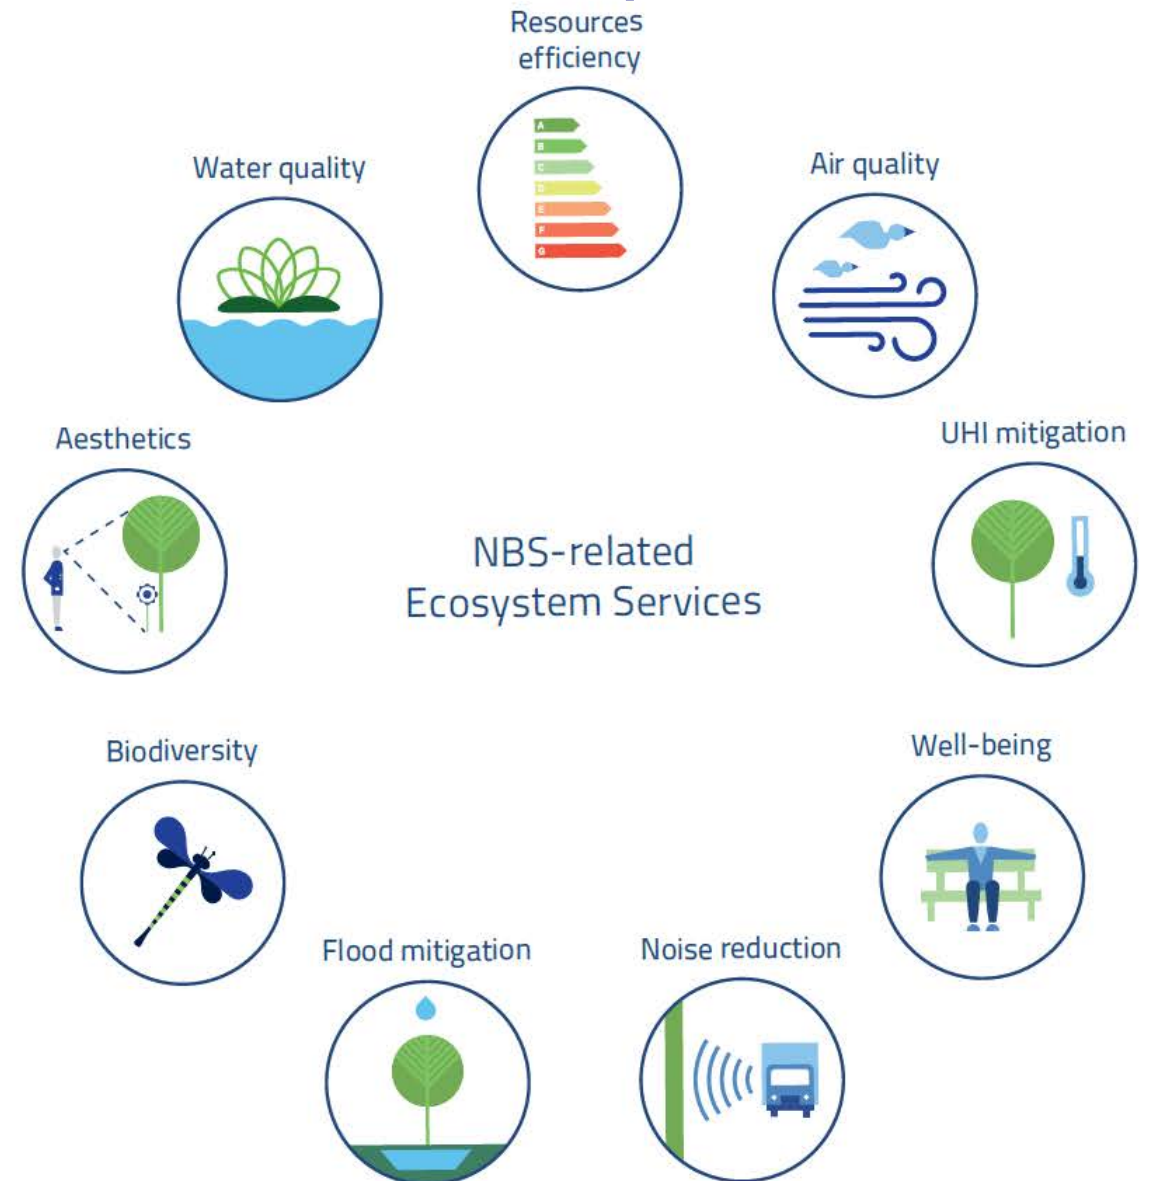 Resources
efficiency
A
B
C
D
E
F
G
Water quality
Air quality
Aesthetics
UHI mitigation
NBS-related
Ecosystem Services
Biodiversity
Well-being
Flood mitigation
Noise reduction